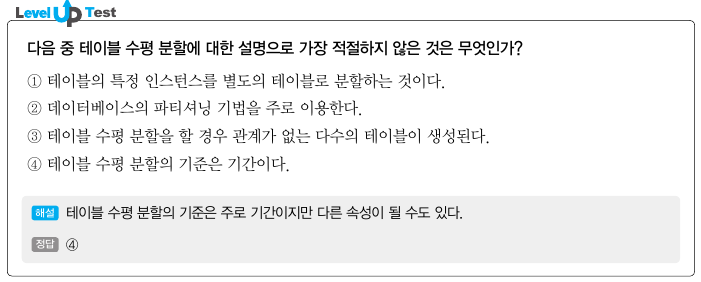 Level Up Test
다음 중 테이블 수평 분할에 대한 설명으로 가장 적절하지 않은 것은 무엇인가?
① 테이블의 특정 인스턴스를 별도의 테이블로 분할하는 것이다.
② 데이터베이스의 파티셔닝 기법을 주로 이용한다.
③ 테이블 수평 분할을 할 경우 관계가 없는 다수의 테이블이 생성된다.
④ 테이블 수평 분할의 기준은 기간이다.
해설 테이블 수평 분할의 기준은 주로 기간이지만 다른 속성이 될 수도 있다.
정답 ④